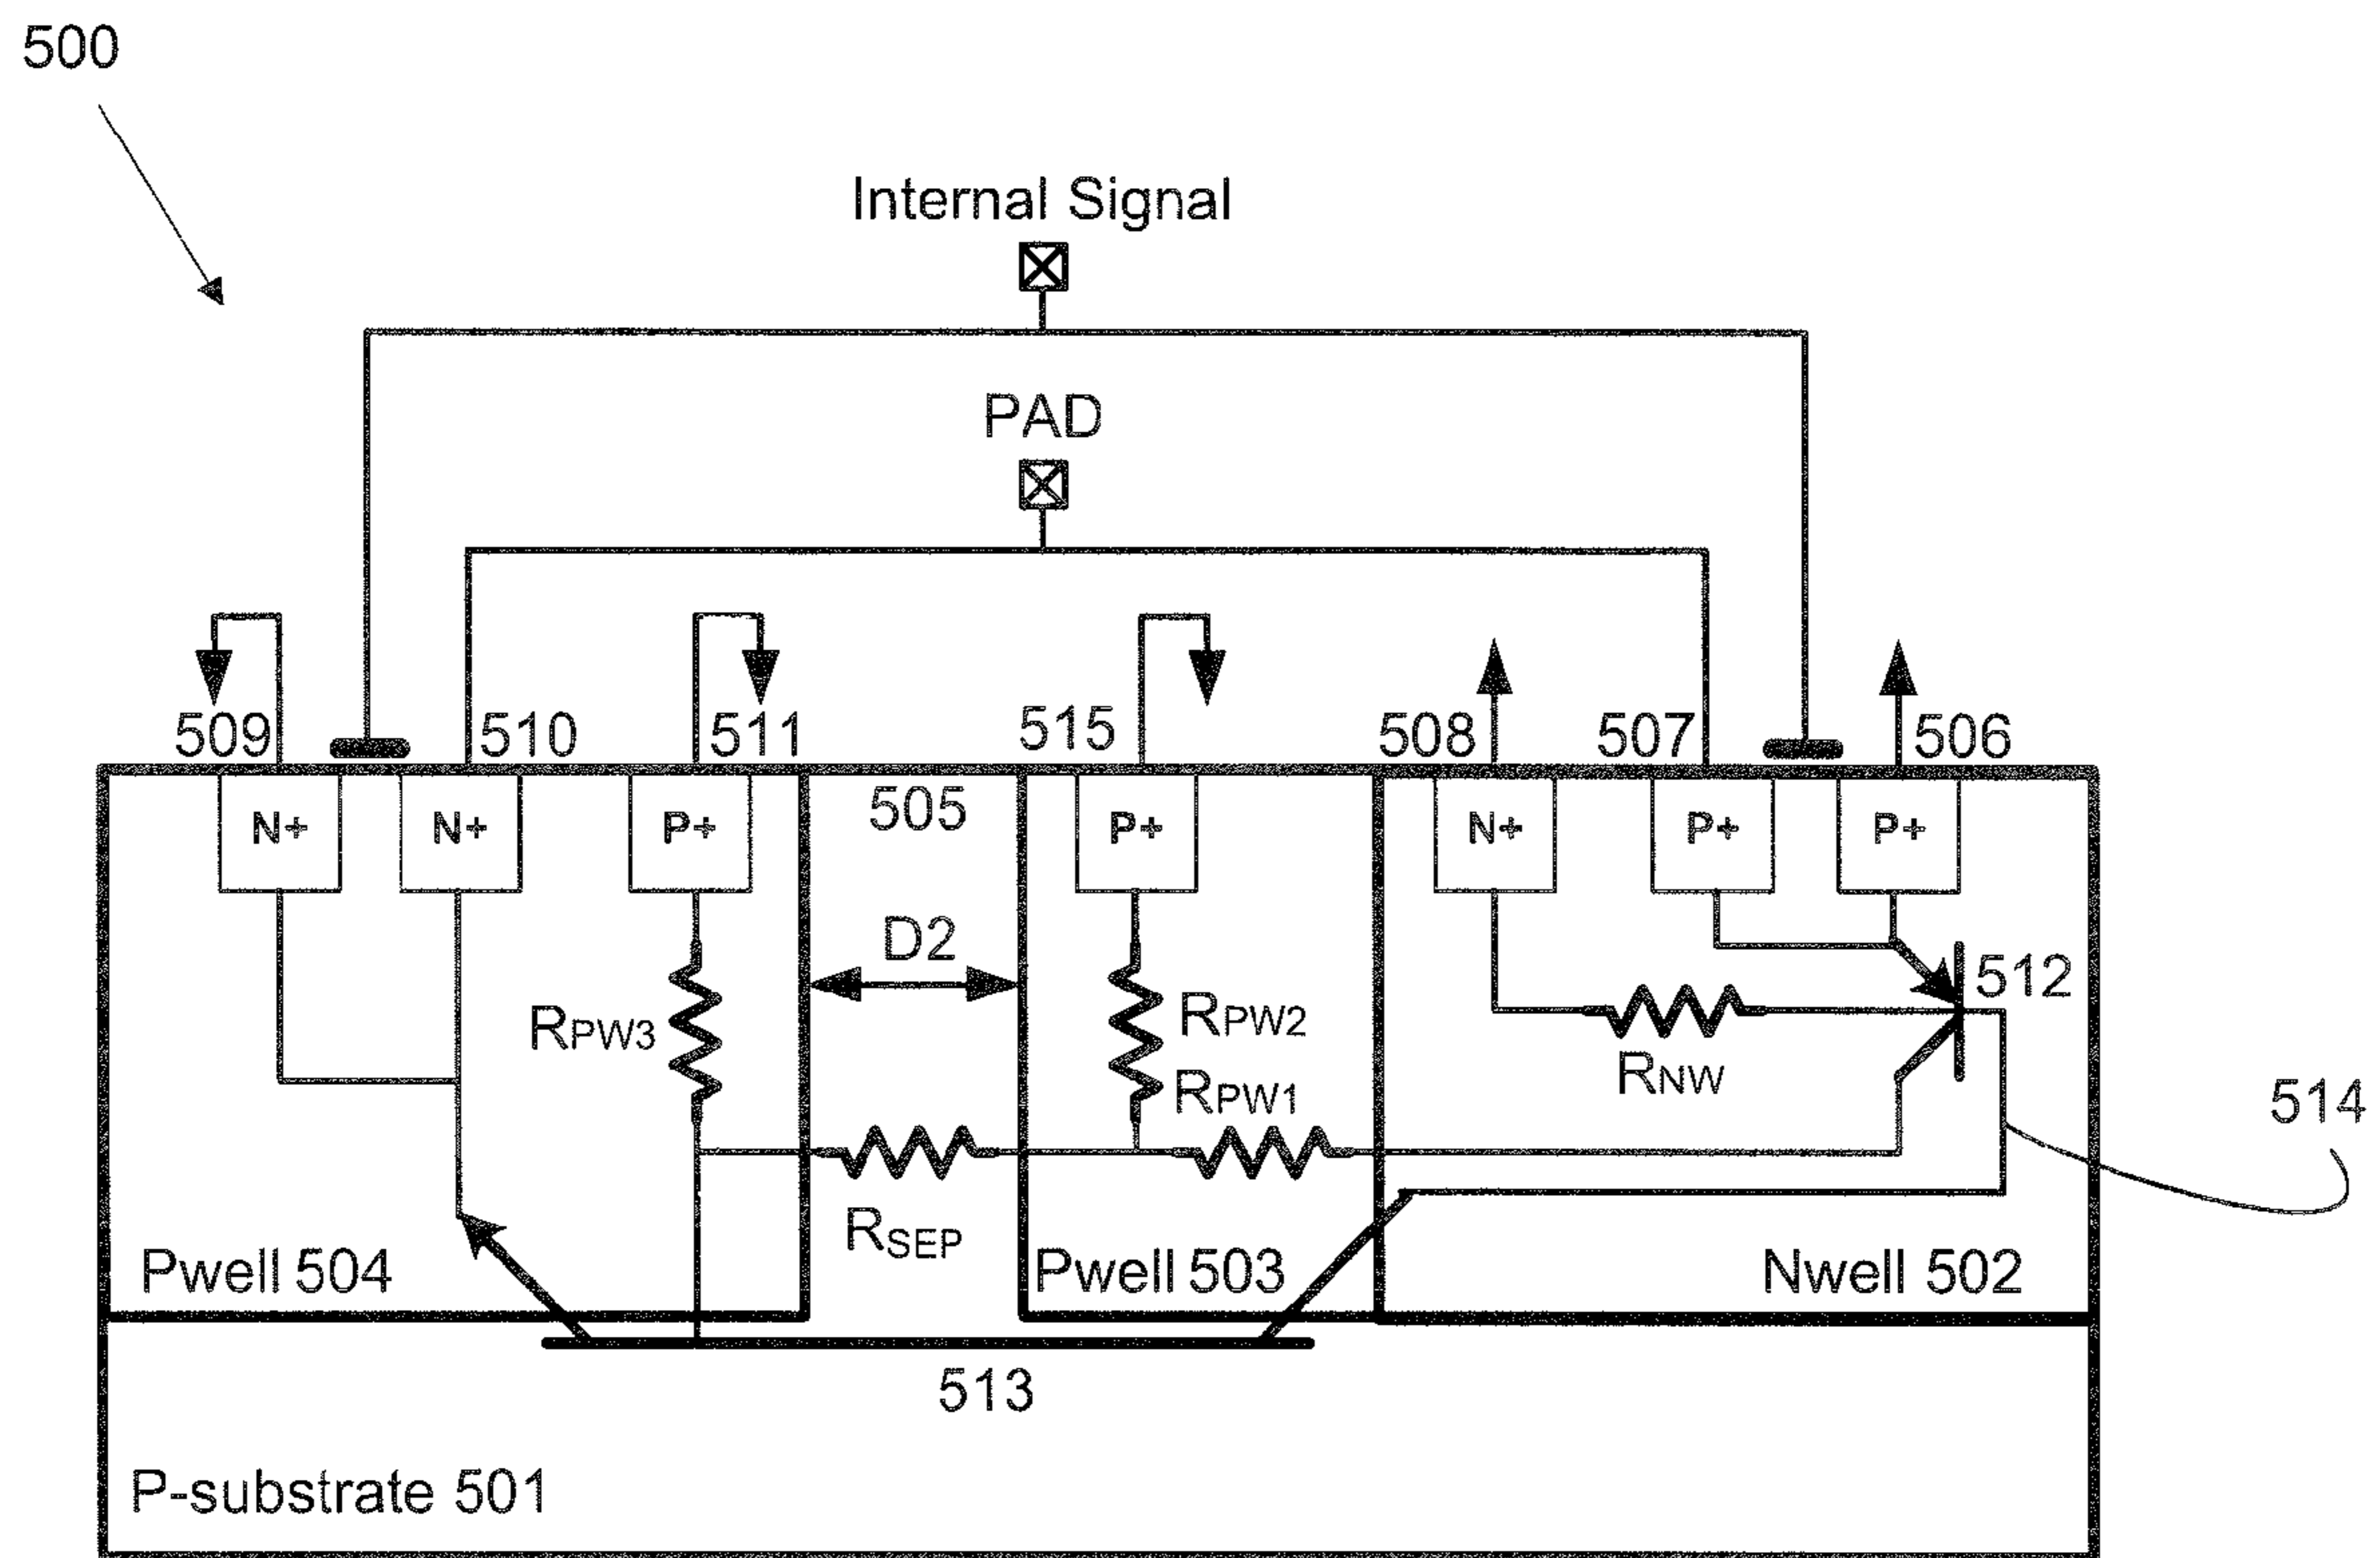 500
Internal Signal
PAD
509 510 511 515 508 507 506
N+ N+ P+ 505 P+ N+ P+ P+
D2
512
RPW3 RPW2
RNW
RPW1
514
RSEP
Pwell 504 Pwell 503 Nwell 502
513
P-substrate 501